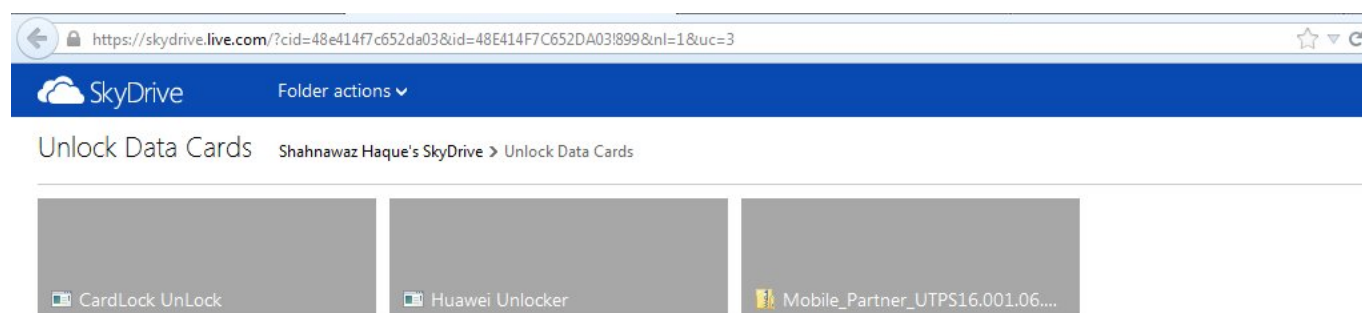 https://skydrive.live.com/?cid=48e414f7c652da03&id=48E414F7C652DA03!899&nl=1&uc=3
SkyDrive Folder actions
Unlock Data Cards Shahnawaz Haque's SkyDrive > Unlock Data Cards
CardLock UnLock Huawei Unlocker Mobile_Partner_UTPS16.001.06....